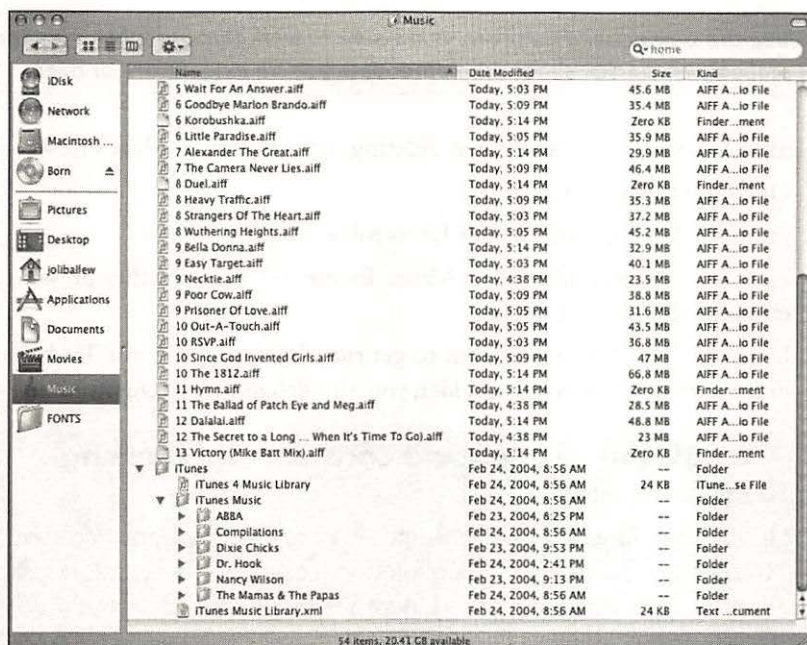 Music
home
Name Date Modified Size Kind
iDisk
Network
Macintosh ...
Born
Pictures
Desktop
joliballew
Applications
Documents
Movies
Music
FONTS
5 Wait For An Answer.aiff Today, 5:03 PM 45.6 MB AIFF A...io File
6 Goodbye Marlon Brando.aiff Today, 5:09 PM 35.4 MB AIFF A...io File
6 Korobushka.aiff Today, 5:14 PM Zero KB Finder...ment
6 Little Paradise.aiff Today, 5:05 PM 35.9 MB AIFF A...io File
7 Alexander The Great.aiff Today, 5:14 PM 29.9 MB AIFF A...io File
7 The Camera Never Lies.aiff Today, 5:09 PM 46.4 MB AIFF A...io File
8 Duel.aiff Today, 5:14 PM Zero KB Finder...ment
8 Heavy Traffic.aiff Today, 5:09 PM 35.3 MB AIFF A...io File
8 Strangers Of The Heart.aiff Today, 5:03 PM 37.2 MB AIFF A...io File
8 Wuthering Heights.aiff Today, 5:05 PM 45.2 MB AIFF A...io File
9 Bella Donna.aiff Today, 5:14 PM 32.9 MB AIFF A...io File
9 Easy Target.aiff Today, 5:03 PM 40.1 MB AIFF A...io File
9 Necktie.aiff Today, 4:38 PM 23.5 MB AIFF A...io File
9 Poor Cow.aiff Today, 5:09 PM 38.8 MB AIFF A...io File
9 Prisoner Of Love.aiff Today, 5:05 PM 31.6 MB AIFF A...io File
10 Out-A-Touch.aiff Today, 5:05 PM 43.5 MB AIFF A...io File
10 RSVP.aiff Today, 5:03 PM 36.8 MB AIFF A...io File
10 Since God Invented Girls.aiff Today, 5:09 PM 47 MB AIFF A...io File
10 The 1812.aiff Today, 5:14 PM 66.8 MB AIFF A...io File
11 Hymn.aiff Today, 5:14 PM Zero KB Finder...ment
11 The Ballad of Patch Eye and Meg.aiff Today, 4:38 PM 28.5 MB AIFF A...io File
12 Dalalai.aiff Today, 5:14 PM 48.8 MB AIFF A...io File
12 The Secret to a Long ... When It's Time To Go).aiff Today, 4:38 PM 23 MB AIFF A...io File
13 Victory (Mike Batt Mix).aiff Today, 5:14 PM Zero KB Finder...ment
iTunes Feb 24, 2004, 8:56 AM -- Folder
iTunes 4 Music Library Feb 24, 2004, 8:56 AM 24 KB iTune...se File
iTunes Music Feb 24, 2004, 8:56 AM -- Folder
ABBA Feb 23, 2004, 8:25 PM -- Folder
Compilations Feb 24, 2004, 8:56 AM -- Folder
Dixie Chicks Feb 23, 2004, 9:53 PM -- Folder
Dr. Hook Feb 24, 2004, 2:41 PM -- Folder
Nancy Wilson Feb 23, 2004, 9:13 PM -- Folder
The Mamas & The Papas Feb 24, 2004, 8:56 AM -- Folder
iTunes Music Library.xml Feb 24, 2004, 8:56 AM 24 KB Text ...cument
54 items, 20.41 GB available